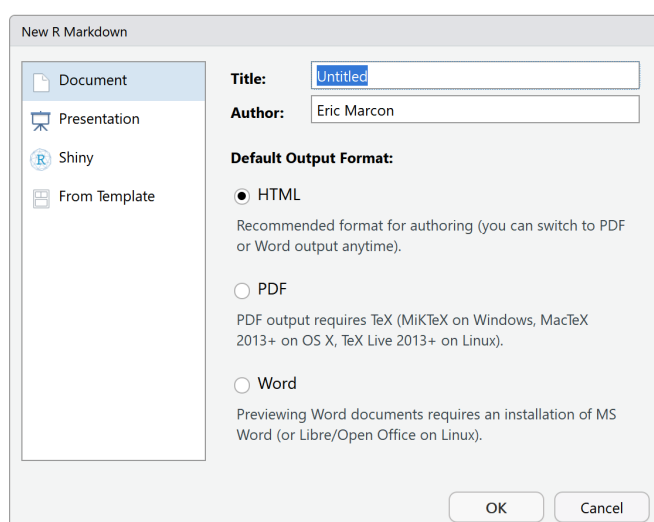 New R Markdown
Document
Presentation
Shiny
From Template
Title:
Untitled
Author:
Eric Marcon
Default Output Format:
HTML
Recommended format for authoring (you can switch to PDF
or Word output anytime).
PDF
PDF output requires TeX (MiKTeX on Windows, MacTeX
2013+ on OS X, TeX Live 2013+ on Linux).
Word
Previewing Word documents requires an installation of MS
Word (or Libre/Open Office on Linux).
OK
Cancel